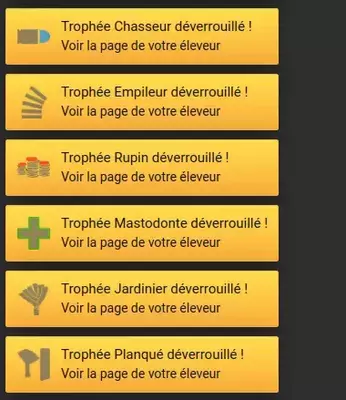 Trophée Chasseur déverrouillé !
Voir la page de votre éleveur
Trophée Empileur déverrouillé !
Voir la page de votre éleveur
Trophée Rupin déverrouillé !
Voir la page de votre éleveur
Trophée Mastodonte déverrouillé !
Voir la page de votre éleveur
Trophée Jardinier déverrouillé !
Voir la page de votre éleveur
Trophée Planqué déverrouillé !
Voir la page de votre éleveur